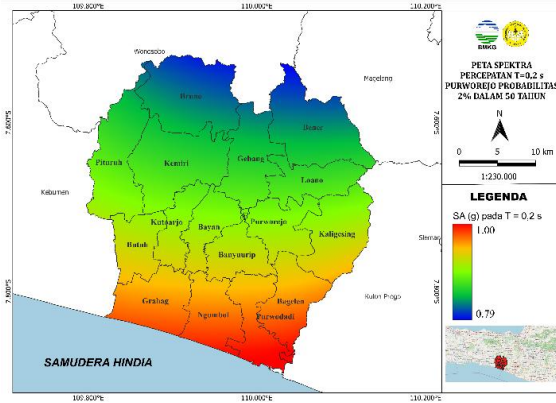 109.800°E
110.000°E
110.200°E
Wonosobo
Magelang
Bruno
Bener
7.600°S
7.600°S
Pituruh
Kemiri
Gebang
Loano
Kebumen
Kutoarjo
Bayan
Purworejo
Kaligesing
Butuh
Banyuurip
Sleman
7.800°S
7.800°S
Grabag
Ngombol
Bagelen
Purwodadi
Kulon Progo
SAMUDERA HINDIA
109.800°E
110.000°E
110.200°E
BMKG
PETA SPEKTRA
PERCEPATAN T=0,2 s
PURWOREJO PROBABILITAS
2% DALAM 50 TAHUN
N
0 5 10 km
1:230.000
LEGENDA
SA (g) pada T = 0,2 s
1.00
0.79